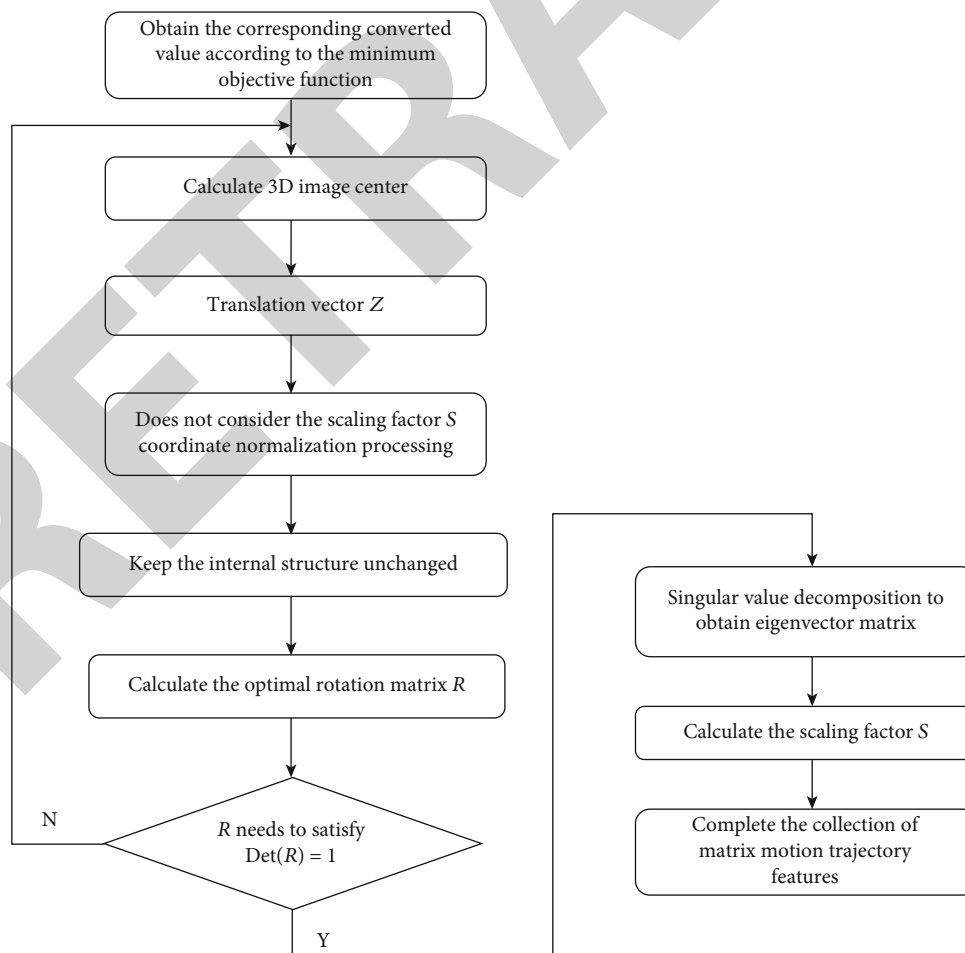 Obtain the corresponding converted
value according to the minimum
objective function
Calculate 3D image center
Translation vector Z
Does not consider the scaling factor S
coordinate normalization processing
Keep the internal structure unchanged
Calculate the optimal rotation matrix R
N
R needs to satisfy
Det(R) = 1
Y
Singular value decomposition to
obtain eigenvector matrix
Calculate the scaling factor S
Complete the collection of
matrix motion trajectory
features
RETRA